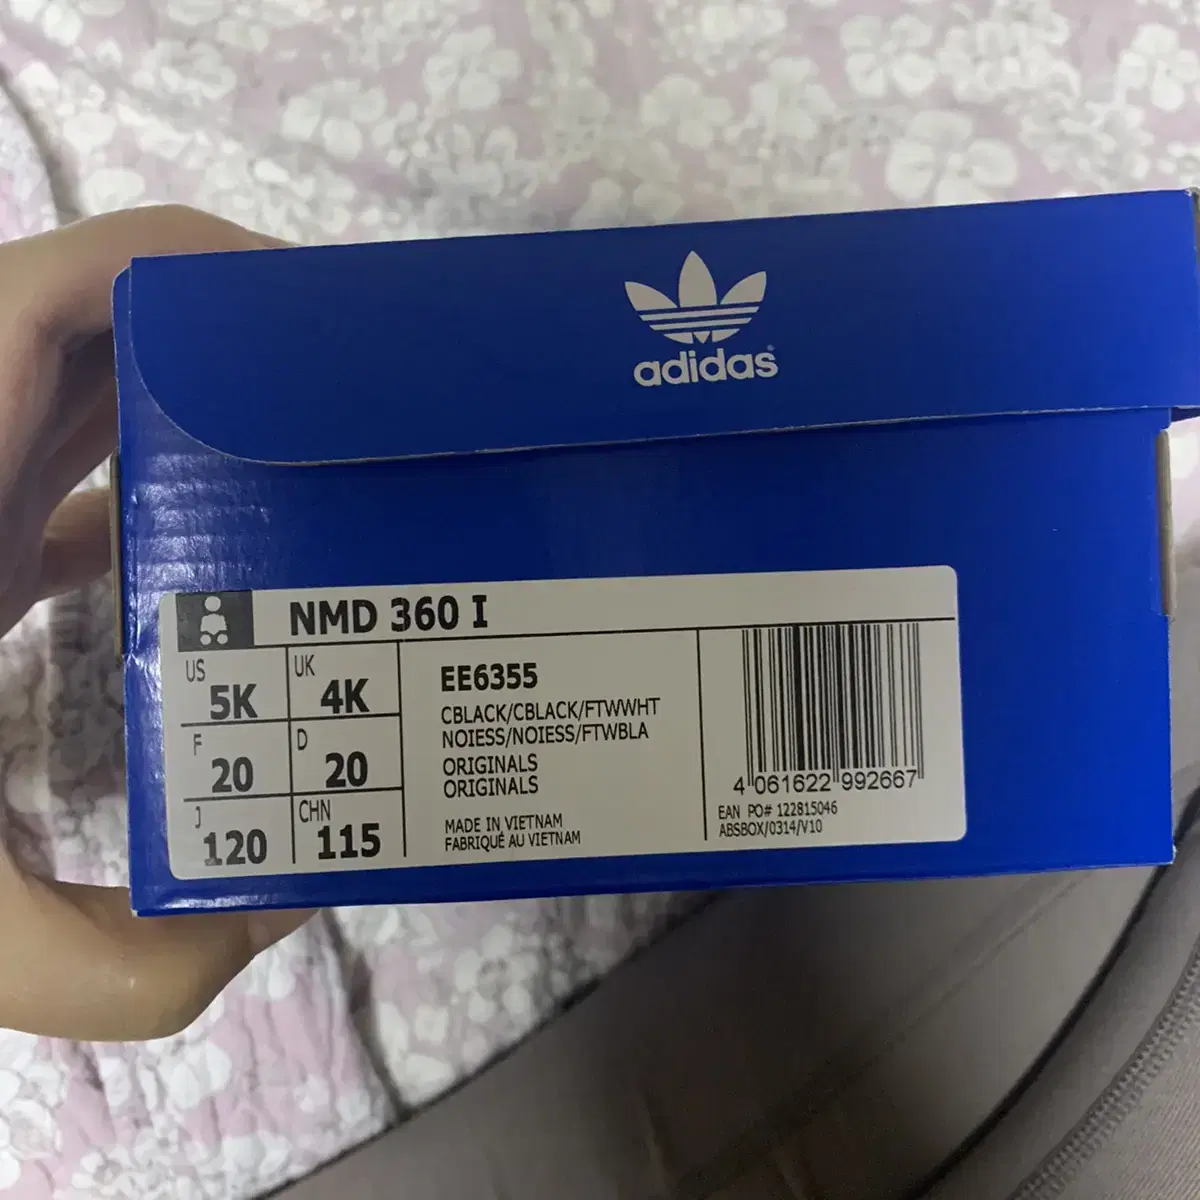 adidas
NMD 360 I
US 5K
UK 4K
F 20
D 20
J 120
CHN 115
EE6355
CBLACK/CBLACK/FTWWHT
NOIESS/NOIESS/FTWBLA
ORIGINALS
ORIGINALS
MADE IN VIETNAM
FABRIQUÉ AU VIETNAM
4 061622 992667
EAN PO# 122815046
ABSBOX/0314/V10